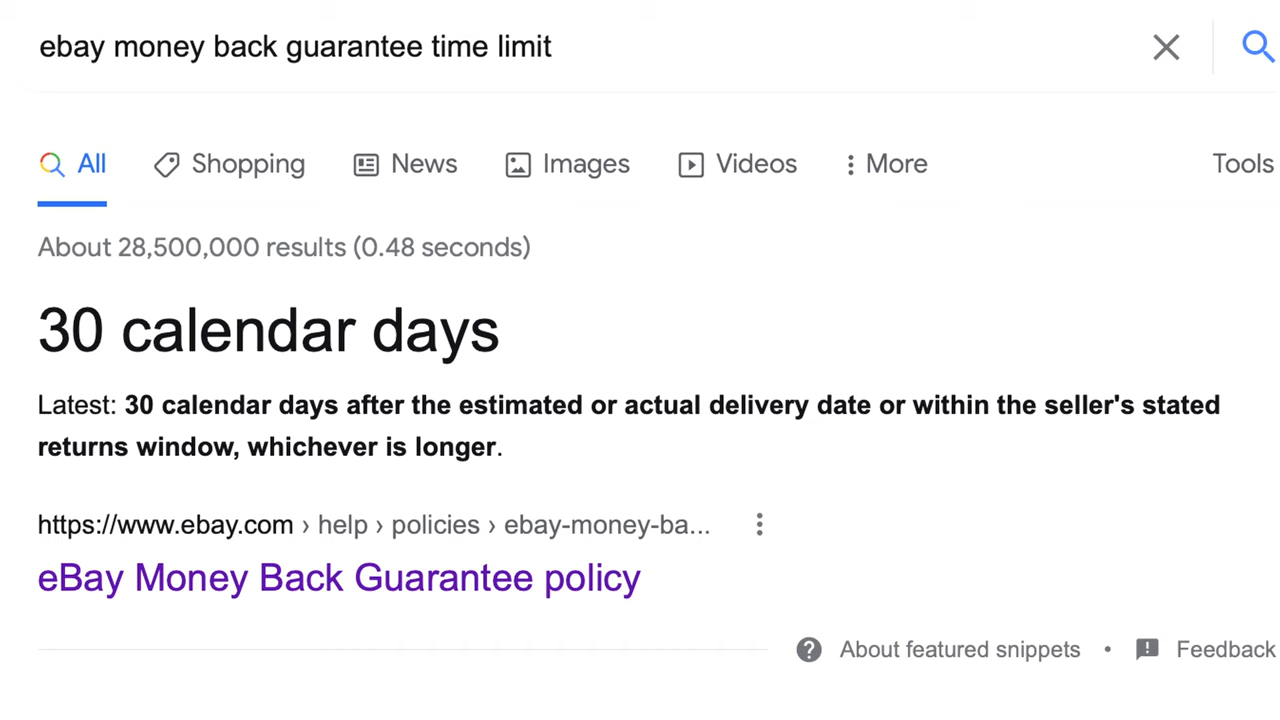 ebay money back guarantee time limit
All Shopping News Images Videos More Tools
About 28,500,000 results (0.48 seconds)
30 calendar days
Latest: 30 calendar days after the estimated or actual delivery date or within the seller's stated
returns window, whichever is longer.
https://www.ebay.com › help › policies › ebay-money-ba...
eBay Money Back Guarantee policy
About featured snippets • Feedback